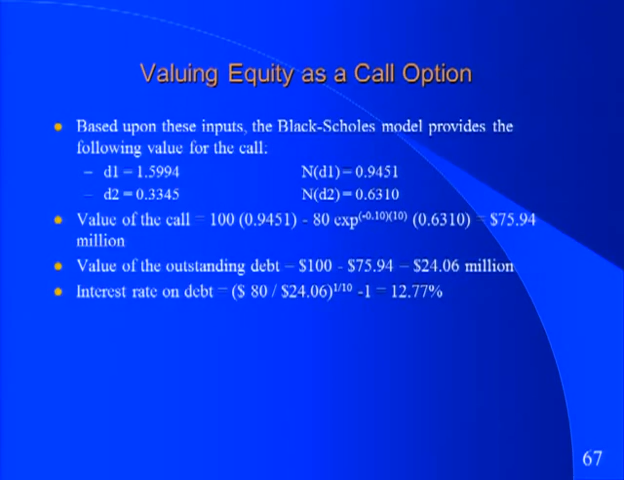 Valuing Equity as a Call Option
Based upon these inputs, the Black-Scholes model provides the
following value for the call:
– d1 = 1.5994 N(d1) = 0.9451
– d2 = 0.3345 N(d2) = 0.6310
Value of the call = 100 (0.9451) - 80 exp(-0.10)(10) (0.6310) = $75.94
million
Value of the outstanding debt = $100 - $75.94 = $24.06 million
Interest rate on debt = ($ 80 / $24.06)1/10 -1 = 12.77%
67